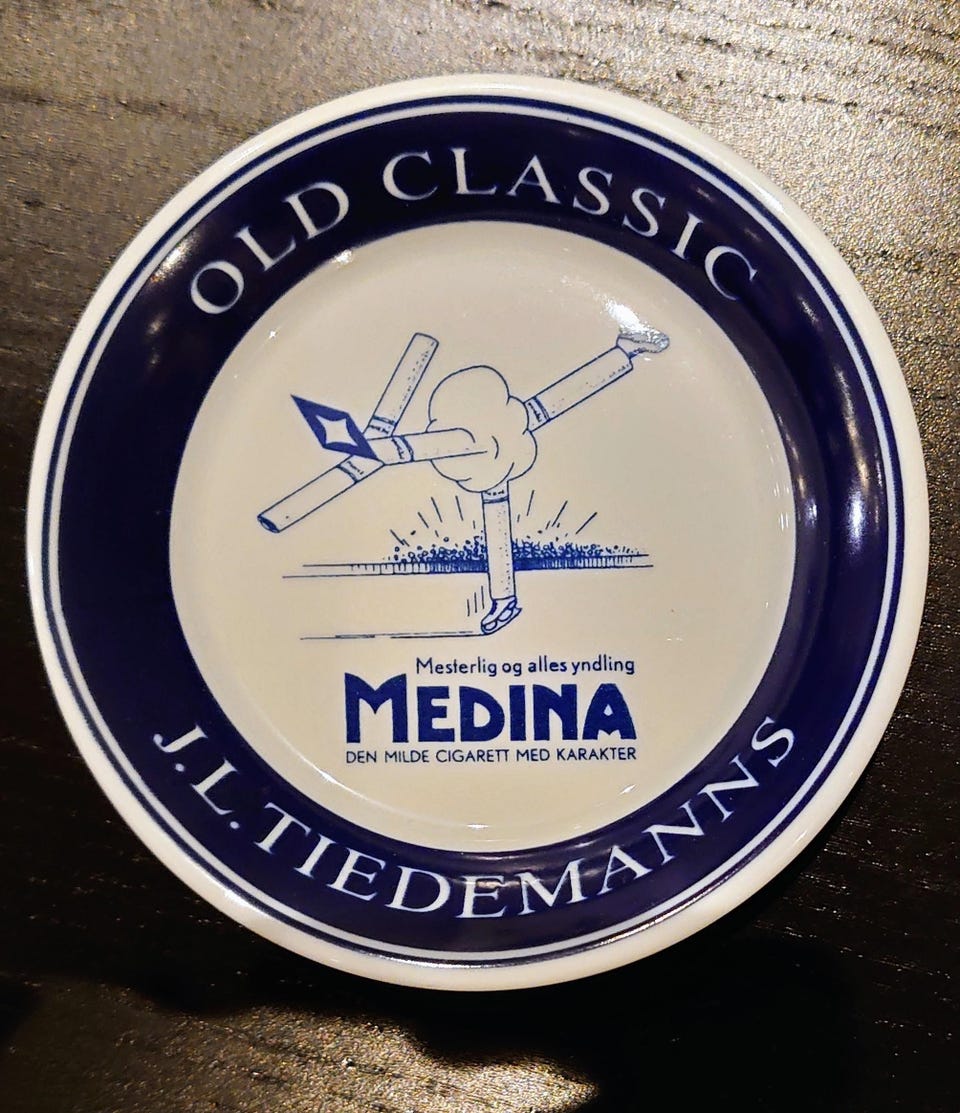 OLD CLASSIC
Mesterlig og alles yndling
MEDINA
DEN MILDE CIGARETT MED KARAKTER
J.L.TIEDEMANNS